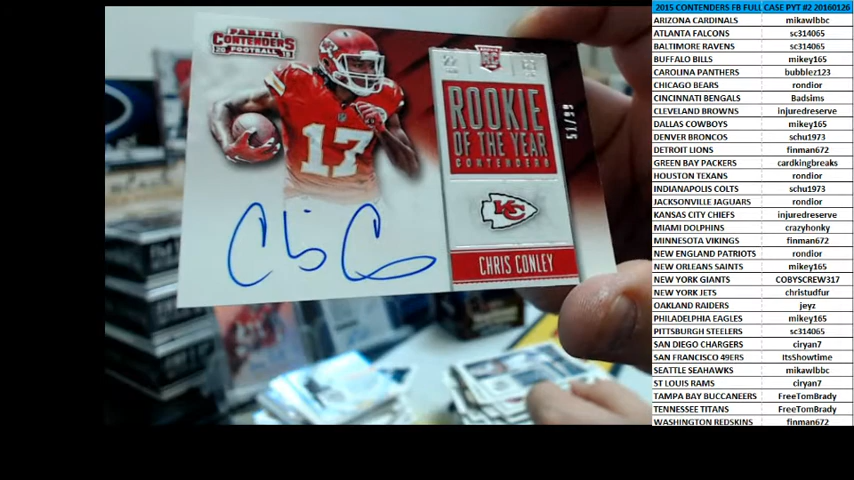 PANINI
CONTENDERS
FOOTBALL
RC
ROOKIE
OF THE YEAR
CONTENDERS
17
51/99
KC
CHRIS CONLEY
2015 CONTENDERS FB FULL CASE PYT #2 20160126
ARIZONA CARDINALS mikawlbbc
ATLANTA FALCONS sc314065
BALTIMORE RAVENS sc314065
BUFFALO BILLS mikey165
CAROLINA PANTHERS bubblez123
CHICAGO BEARS rondior
CINCINNATI BENGALS Badsims
CLEVELAND BROWNS injuredreserve
DALLAS COWBOYS mikey165
DENVER BRONCOS schu1973
DETROIT LIONS finman672
GREEN BAY PACKERS cardkingbreaks
HOUSTON TEXANS rondior
INDIANAPOLIS COLTS schu1973
JACKSONVILLE JAGUARS rondior
KANSAS CITY CHIEFS injuredreserve
MIAMI DOLPHINS crazyhonky
MINNESOTA VIKINGS finman672
NEW ENGLAND PATRIOTS rondior
NEW ORLEANS SAINTS mikey165
NEW YORK GIANTS COBYSCREW317
NEW YORK JETS christudfur
OAKLAND RAIDERS jeyz
PHILADELPHIA EAGLES mikey165
PITTSBURGH STEELERS sc314065
SAN DIEGO CHARGERS ciryan7
SAN FRANCISCO 49ERS ItsShowtime
SEATTLE SEAHAWKS mikawlbbc
ST LOUIS RAMS ciryan7
TAMPA BAY BUCCANEERS FreeTomBrady
TENNESSEE TITANS FreeTomBrady
WASHINGTON REDSKINS finman672